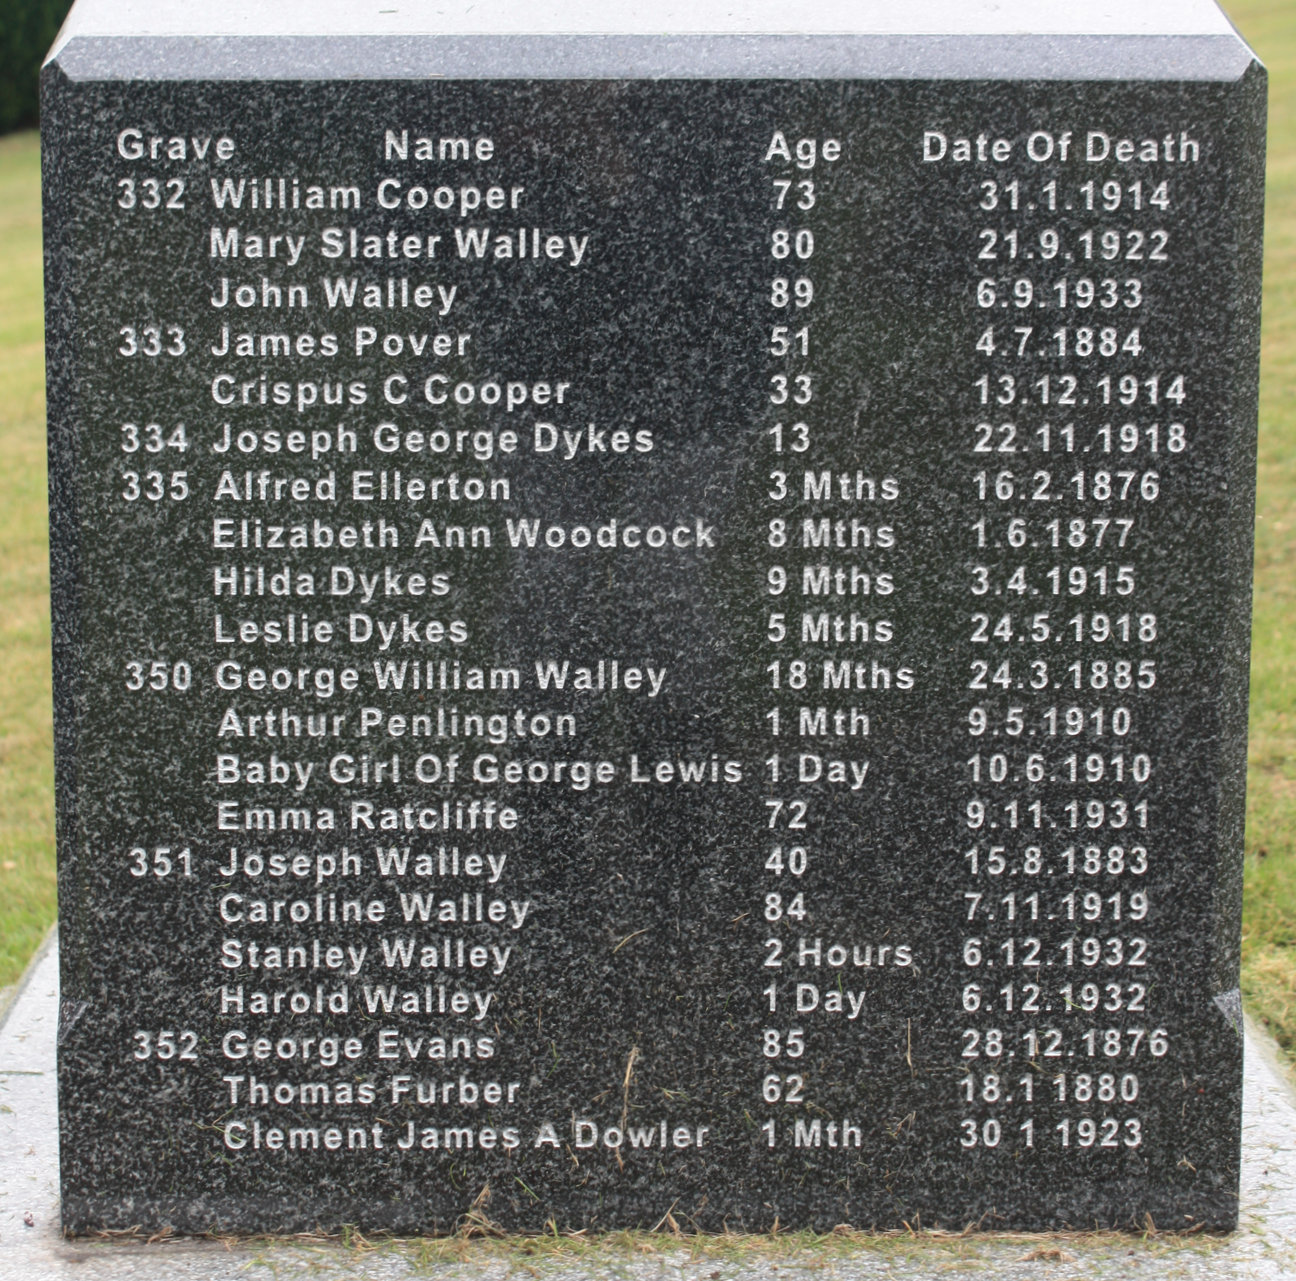 Grave Name Age Date Of Death
332 William Cooper 73 31.1.1914
Mary Slater Walley 80 21.9.1922
John Walley 89 6.9.1933
333 James Pover 51 4.7.1884
Crispus C Cooper 33 13.12.1914
334 Joseph George Dykes 13 22.11.1918
335 Alfred Ellerton 3 Mths 16.2.1876
Elizabeth Ann Woodcock 8 Mths 1.6.1877
Hilda Dykes 9 Mths 3.4.1915
Leslie Dykes 5 Mths 24.5.1918
350 George William Walley 18 Mths 24.3.1885
Arthur Penlington 1 Mth 9.5.1910
Baby Girl Of George Lewis 1 Day 10.6.1910
Emma Ratcliffe 72 9.11.1931
351 Joseph Walley 40 15.8.1883
Caroline Walley 84 7.11.1919
Stanley Walley 2 Hours 6.12.1932
Harold Walley 1 Day 6.12.1932
352 George Evans 85 28.12.1876
Thomas Furber 62 18.1 1880
Clement James A Dowler 1 Mth 30 1 1923